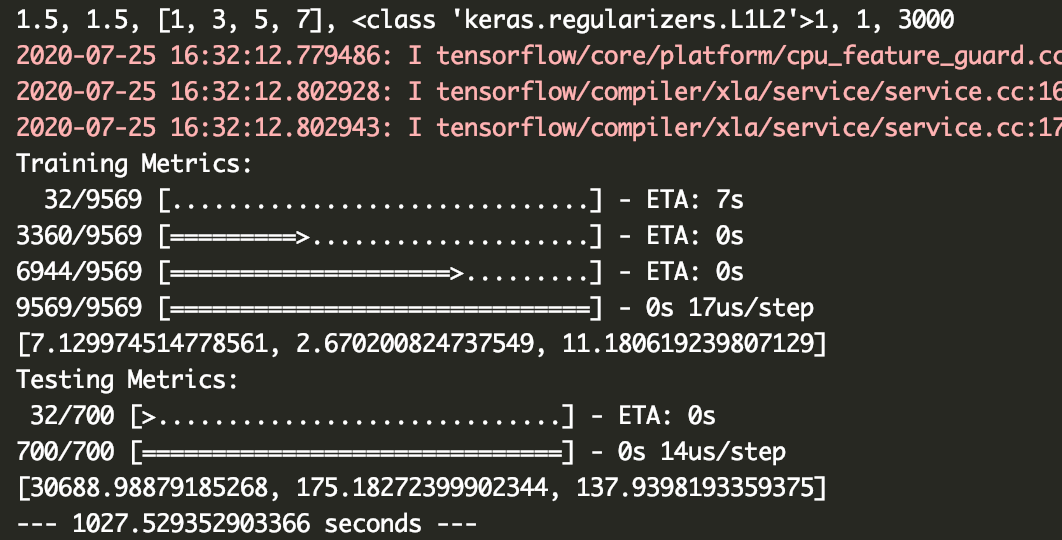 1.5, 1.5, [1, 3, 5, 7], <class 'keras.regularizers.L1L2'>1, 1, 3000
2020-07-25 16:32:12.779486: I tensorflow/core/platform/cpu_feature_guard.cc
2020-07-25 16:32:12.802928: I tensorflow/compiler/xla/service/service.cc:16
2020-07-25 16:32:12.802943: I tensorflow/compiler/xla/service/service.cc:17
Training Metrics:
  32/9569 [..............................] - ETA: 7s
3360/9569 [=========>....................] - ETA: 0s
6944/9569 [====================>.........] - ETA: 0s
9569/9569 [==============================] - 0s 17us/step
[7.129974514778561, 2.670200824737549, 11.180619239807129]
Testing Metrics:
 32/700 [>.............................] - ETA: 0s
700/700 [==============================] - 0s 14us/step
[30688.98879185268, 175.18272399902344, 137.9398193359375]
--- 1027.529352903366 seconds ---